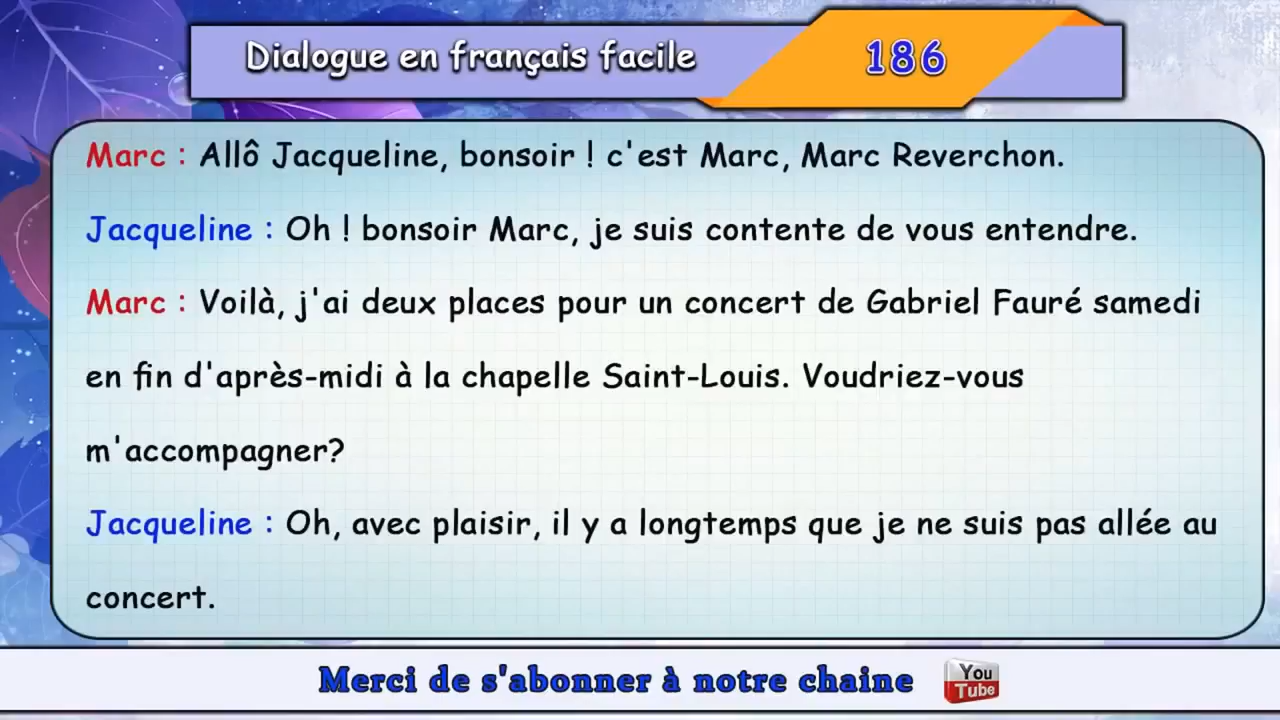 Dialogue en français facile
186
Marc : Allô Jacqueline, bonsoir ! c'est Marc, Marc Reverchon.
Jacqueline : Oh ! bonsoir Marc, je suis contente de vous entendre.
Marc : Voilà, j'ai deux places pour un concert de Gabriel Fauré samedi
en fin d'après-midi à la chapelle Saint-Louis. Voudriez-vous
m'accompagner?
Jacqueline : Oh, avec plaisir, il y a longtemps que je ne suis pas allée au
concert.
Merci de s'abonner à notre chaine
You
Tube